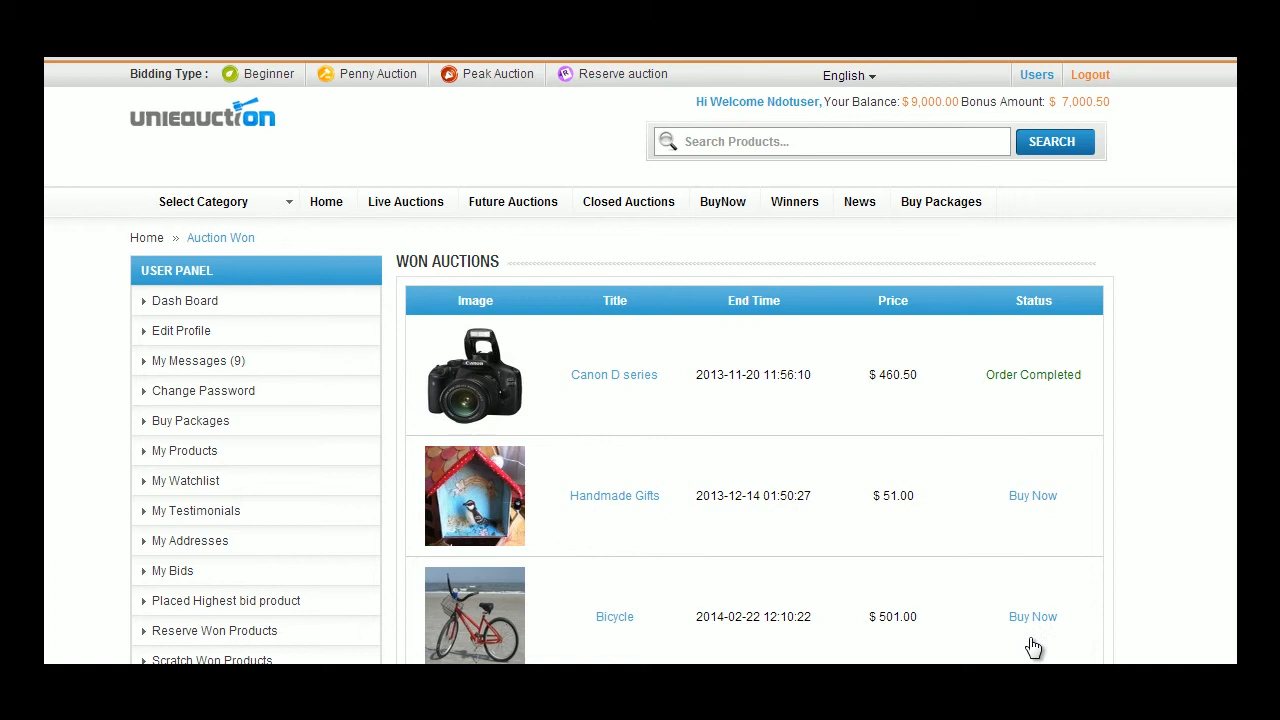 Bidding Type : Beginner Penny Auction Peak Auction Reserve auction English Users Logout
unieauction
Hi Welcome Ndotuser, Your Balance: $ 9,000.00 Bonus Amount: $ 7,000.50
Search Products... SEARCH
Select Category Home Live Auctions Future Auctions Closed Auctions BuyNow Winners News Buy Packages
Home » Auction Won
USER PANEL
Dash Board
Edit Profile
My Messages (9)
Change Password
Buy Packages
My Products
My Watchlist
My Testimonials
My Addresses
My Bids
Placed Highest bid product
Reserve Won Products
Scratch Won Products
WON AUCTIONS
Image Title End Time Price Status
Canon
Canon D series 2013-11-20 11:56:10 $ 460.50 Order Completed
Handmade Gifts 2013-12-14 01:50:27 $ 51.00 Buy Now
Bicycle 2014-02-22 12:10:22 $ 501.00 Buy Now